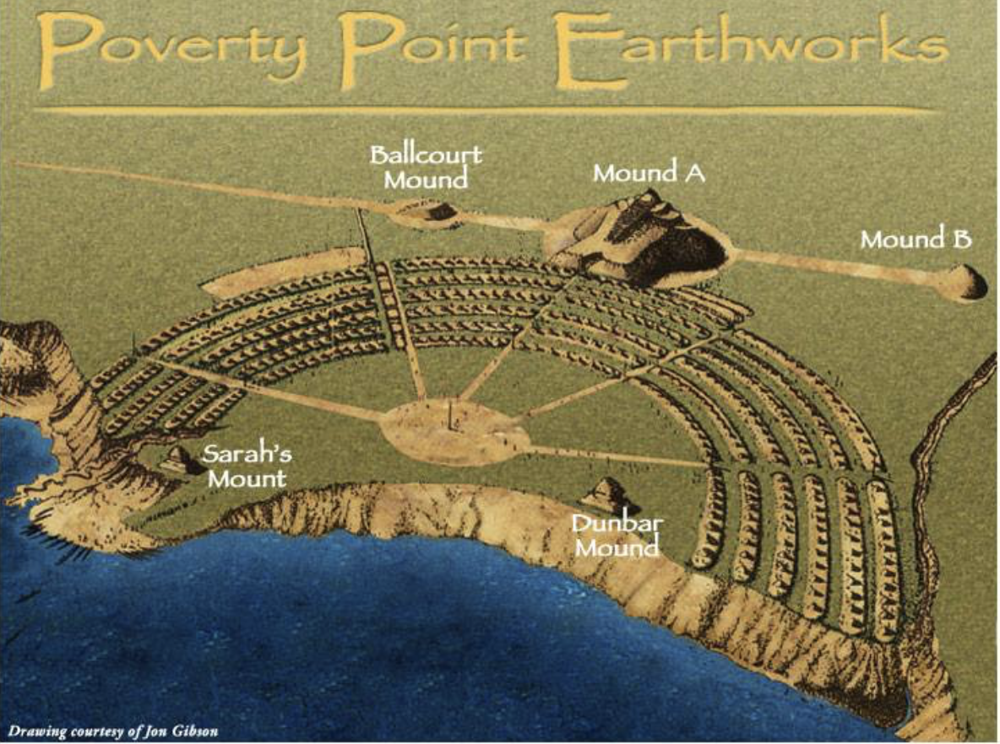 Poverty Point Earthworks
Ballcourt
Mound
Mound A
Mound B
Sarah's
Mount
Dunbar
Mound
Drawing courtesy of Jon Gibson